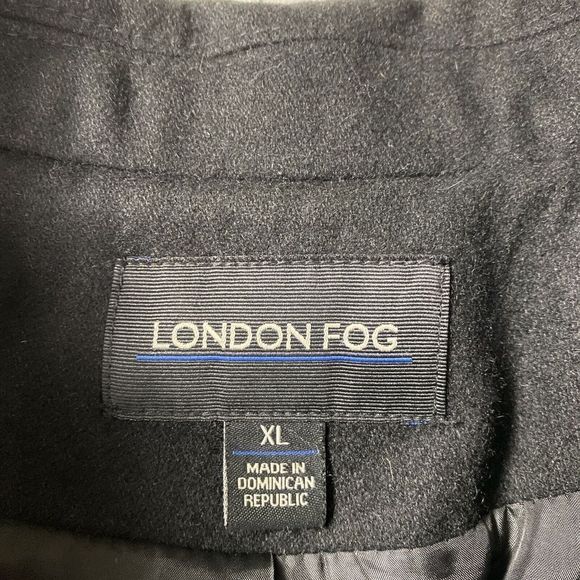 LONDON FOG
XL
MADE IN
DOMINICAN
REPUBLIC